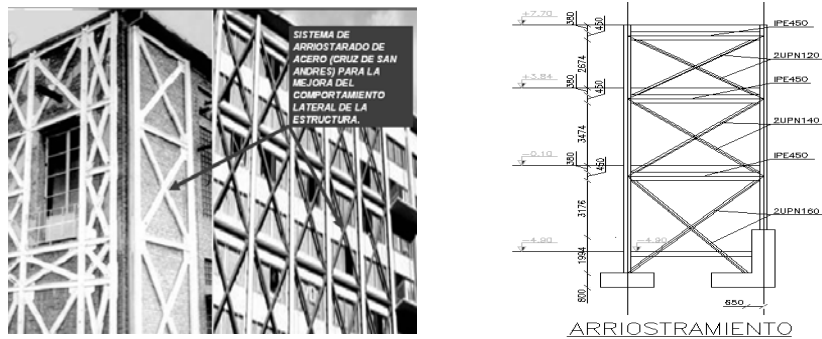 SISTEMA DE
ARRIOSTARADO DE
ACERO (CRUZ DE SAN
ANDRES) PARA LA
MEJORA DEL
COMPORTAMIENTO
LATERAL DE LA
ESTRUCTURA.
+7.70
380
450
IPE450
2674
2UPN120
+3.84
380
450
IPE450
3474
2UPN140
-0.10
380
450
IPE450
3176
2UPN160
-4.90
-4.90
1994
800
650
ARRIOSTRAMIENTO